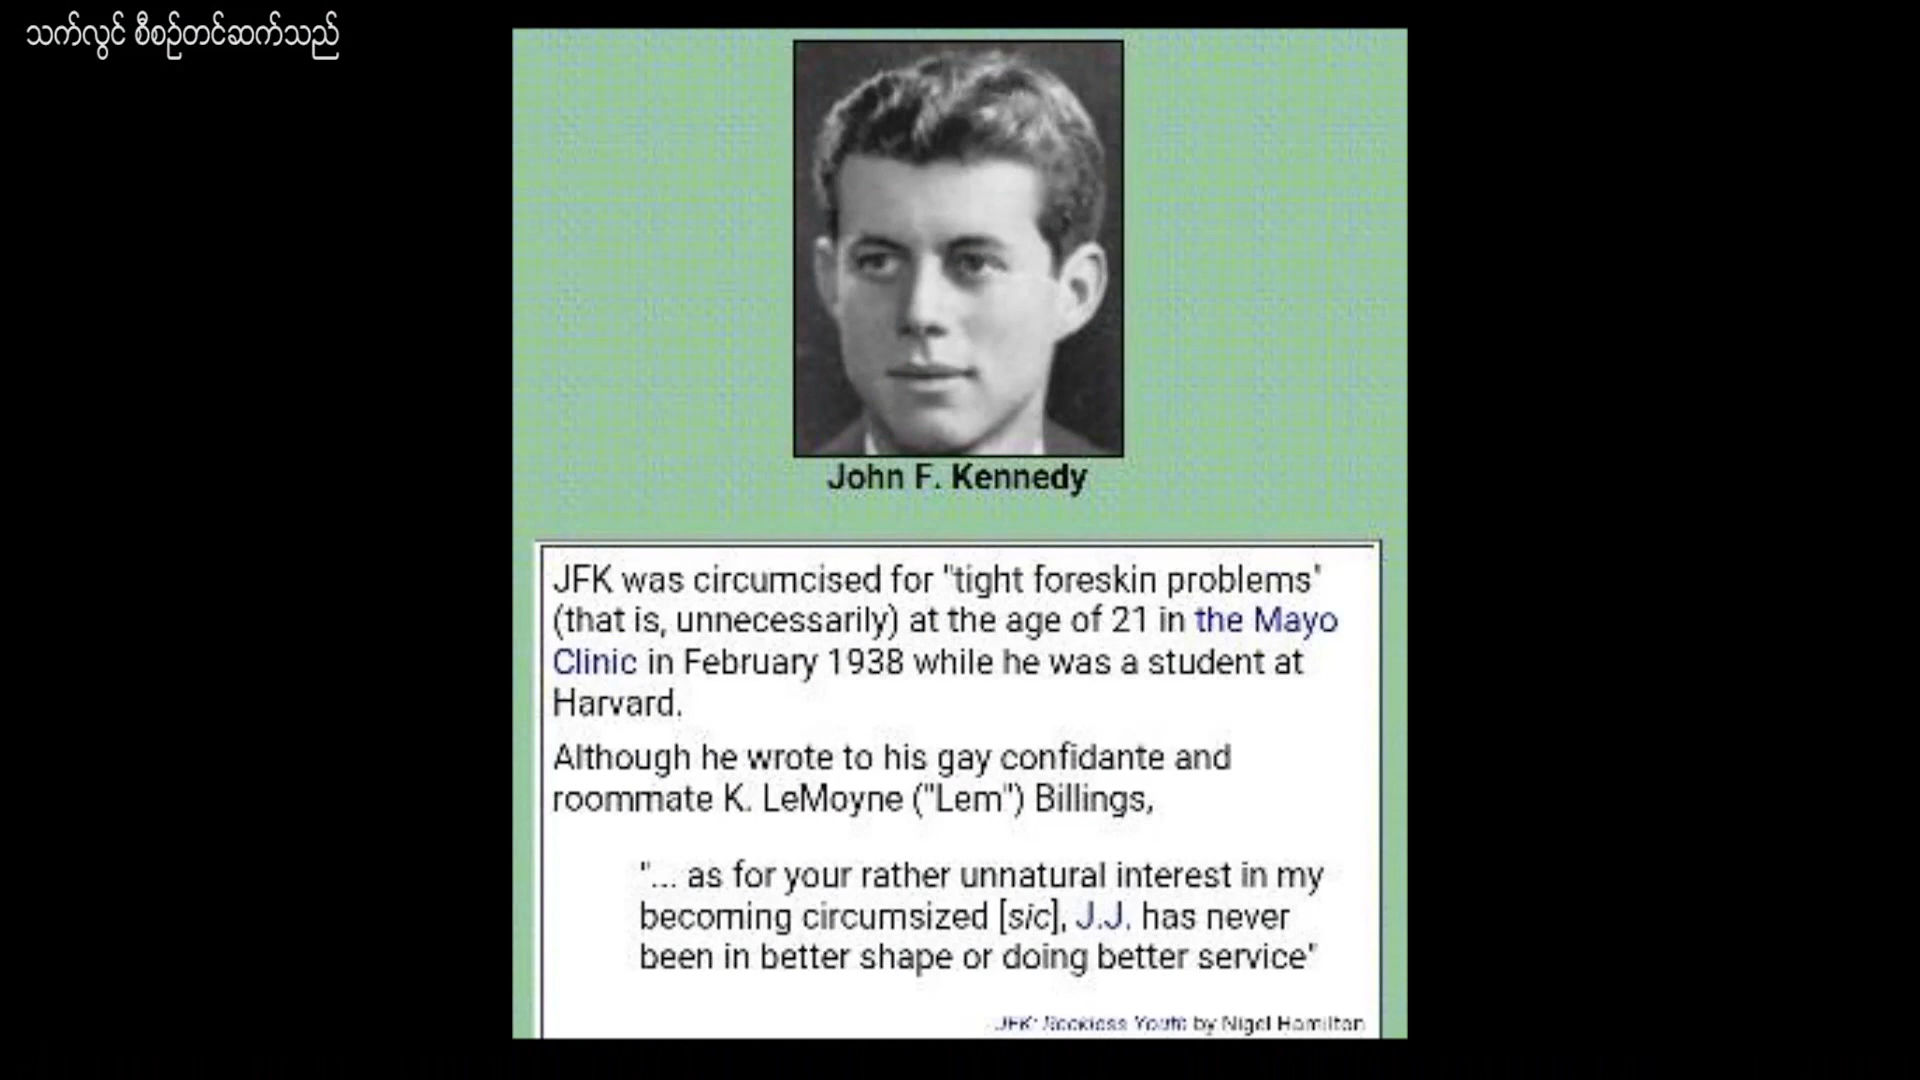 သက်လွင် စီစဉ်တင်ဆက်သည်
John F. Kennedy
JFK was circumcised for "tight foreskin problems"
(that is, unnecessarily) at the age of 21 in the Mayo
Clinic in February 1938 while he was a student at
Harvard.
Although he wrote to his gay confidante and
roommate K. LeMoyne ("Lem") Billings,
"... as for your rather unnatural interest in my
becoming circumsized [sic], J.J. has never
been in better shape or doing better service"
- JFK: Reckless Youth by Nigel Hamilton